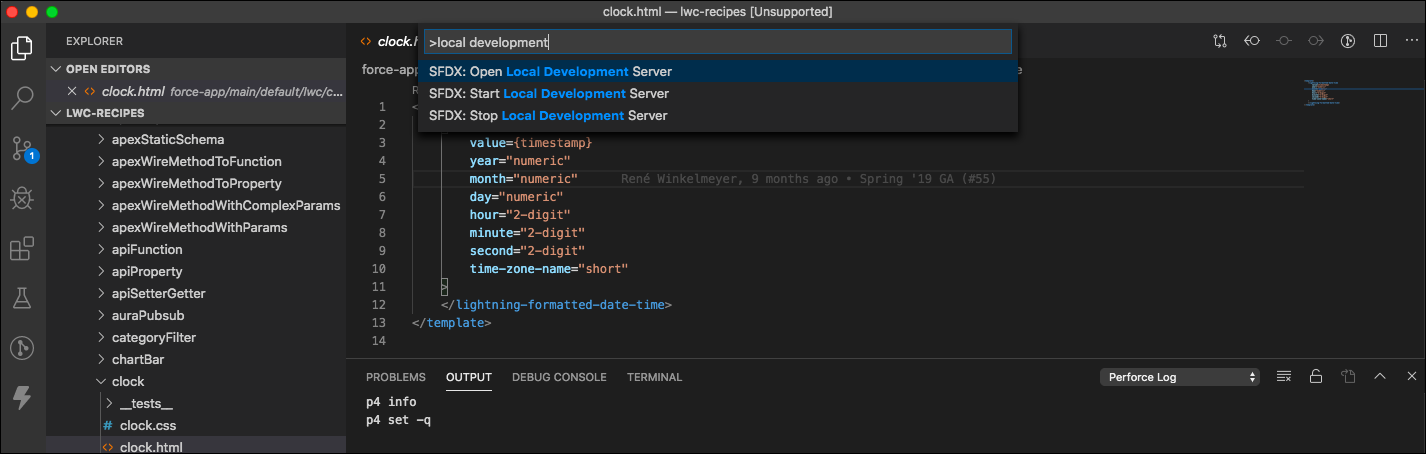 clock.html — lwc-recipes [Unsupported]
EXPLORER
OPEN EDITORS
clock.html force-app/main/default/lwc/c...
LWC-RECIPES
apexStaticSchema
apexWireMethodToFunction
apexWireMethodToProperty
apexWireMethodWithComplexParams
apexWireMethodWithParams
apiFunction
apiProperty
apiSetterGetter
auraPubsub
categoryFilter
chartBar
clock
__tests__
# clock.css
clock.html
1
clock.h
>local development
force-app
SFDX: Open Local Development Server
SFDX: Start Local Development Server
SFDX: Stop Local Development Server
1 <
2
3 value={timestamp}
4 year="numeric"
5 month="numeric" René Winkelmeyer, 9 months ago • Spring '19 GA (#55)
6 day="numeric"
7 hour="2-digit"
8 minute="2-digit"
9 second="2-digit"
10 time-zone-name="short"
11 >
12 </lightning-formatted-date-time>
13 </template>
14
PROBLEMS OUTPUT DEBUG CONSOLE TERMINAL
Perforce Log
p4 info
p4 set -q